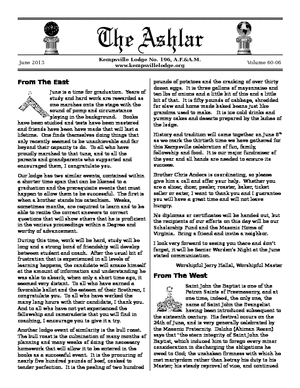 The Ashlar
Kempsville Lodge No. 196, A.F.&A.M.
www.kempsvillelodge.org
June 2013
Volume 60-06
From The East
June is a time for graduation. Years of
study and hard work are rewarded as
one marches onto the stage with the
sound of pomp and circumstance
playing in the background. Books
have been studied and tests have been mastered
and friends have been made that will last a
lifetime. One finds themselves doing things that
only recently seemed to be unachievable and far
beyond their capacity to do. To all who have
proudly marched to that tune, and to all the
parents and grandparents who supported and
encouraged them, I congratulate you.
Our lodge has two similar events, contained within
a shorter time span that can be likened to a
graduation and the prerequisite events that must
happen to allow them to be successful. The first is
when a brother stands his catechism. Weeks,
sometimes months, are required to learn and to be
able to recite the correct answers to correct
questions that will show others that he is proficient
in the various proceedings within a Degree and
worthy of advancement.
During this time, work will be hard, study will be
long and a strong bond of friendship will develop
between student and coach. After the usual bit of
frustration that is experienced in all levels of
learning happens, the candidate will amaze himself
at the amount of information and understanding he
was able to absorb, when only a short time ago, it
seemed very distant. To all who have earned a
favorable ballot and the esteem of their Brethren, I
congratulate you. To all who have worked the
many long hours with their candidate, I thank you.
And to all who have not yet experienced the
fellowship and camaraderie that you will find in
coaching, I encourage you to give it a try.
Another lodge event of similarity is the bull roast.
The bull roast is the culmination of many months
planning and many weeks of doing the necessary
homework that will allow it to be entered in the
books as a successful event. It is the procuring of
nearly five hundred pounds of beef, cooked to
tender perfection. It is the peeling of two hundred
pounds of potatoes and the cracking of over thirty
dozen eggs. It is three gallons of mayonnaise and
ten lbs of onions and a little bit of this and a little
bit of that. It is fifty pounds of cabbage, shredded
for slaw and home made baked beans just like
grandma used to make. It is ice cold drinks and
yummy cakes and desserts prepared by the ladies of
the lodge.
History and tradition will came together on June 8th
as we mark the thirtieth time we have gathered for
this Kempsville celebration of fun, family,
fellowship and food. It is our major fundraiser of
the year and all hands are needed to ensure its
success.
Brother Chris Anders is coordinating, so please
give him a call and offer your help. Whether you
are a slicer, dicer, peeler, roaster, baker, ticket
seller or eater, I want to thank you and I guarantee
you will have a great time and will not leave
hungry.
No diplomas or certificates will be handed out, but
the recipients of our efforts on this day will be our
Scholarship Fund and the Masonic Home of
Virginia. Bring a friend and invite a neighbor.
I look very forward to seeing you there and don't
forget, it will be Senior Warden's Night at the June
stated communication.
Worshipful Jerry Hallal, Worshipful Master
From The West
Saint John the Baptist is one of the
Patron Saints of Freemasonry, and at
one time, indeed, the only one, the
name of Saint John the Evangelist
having been introduced subsequent to
the sixteenth century. His festival occurs on the
24th of June, and is very generally celebrated by
the Masonic Fraternity. Dalcho (Ahiman Rezon)
says that "the stern integrity of Saint John the
Baptist, which induced him to forego every minor
consideration in discharging the obligations he
owed to God; the unshaken firmness with which he
met martyrdom rather than betray his duty to his
Master; his steady reproval of vice, and continued